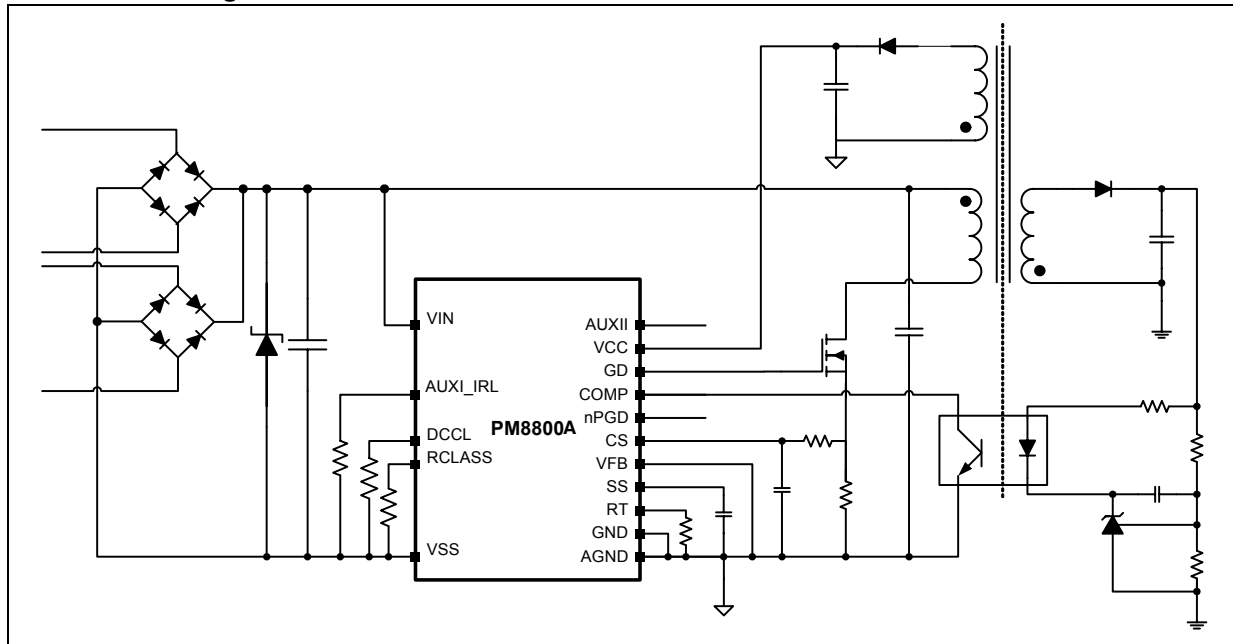 VIN
AUXI_IRL
DCCL
RCLASS
VSS
PM8800A
AUXII
VCC
GD
COMP
nPGD
CS
VFB
SS
RT
GND
AGND